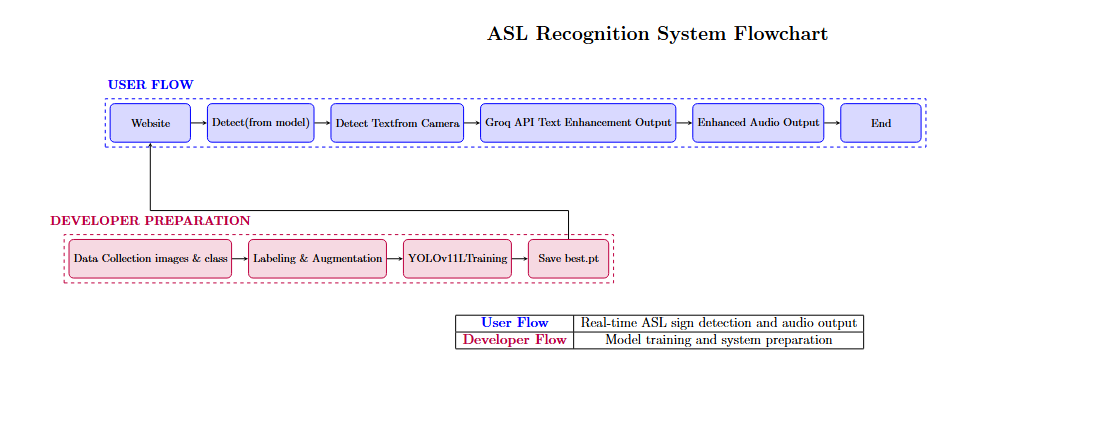 ASL Recognition System Flowchart
USER FLOW
Website
Detect(from model)
Detect Textfrom Camera
Groq API Text Enhancement Output
Enhanced Audio Output
End
DEVELOPER PREPARATION
Data Collection images & class
Labeling & Augmentation
YOLOv11LTraining
Save best.pt
User Flow Real-time ASL sign detection and audio output
Developer Flow Model training and system preparation